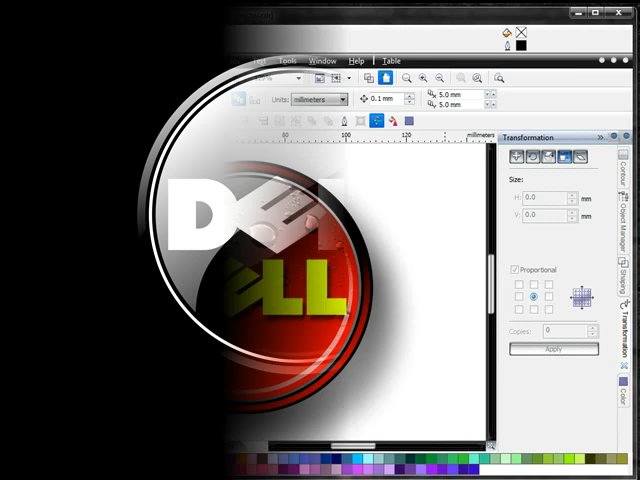 Text Tools Window Help Table
Units: millimeters 0.1 mm 5.0 mm
5.0 mm
80 100 120 millimeters
Transformation
Size:
H: 0.0 mm
V: 0.0 mm
Proportional
Copies: 0
Apply
Contour
Object Manager
Shaping
Transformation
Color
DELL
ELL